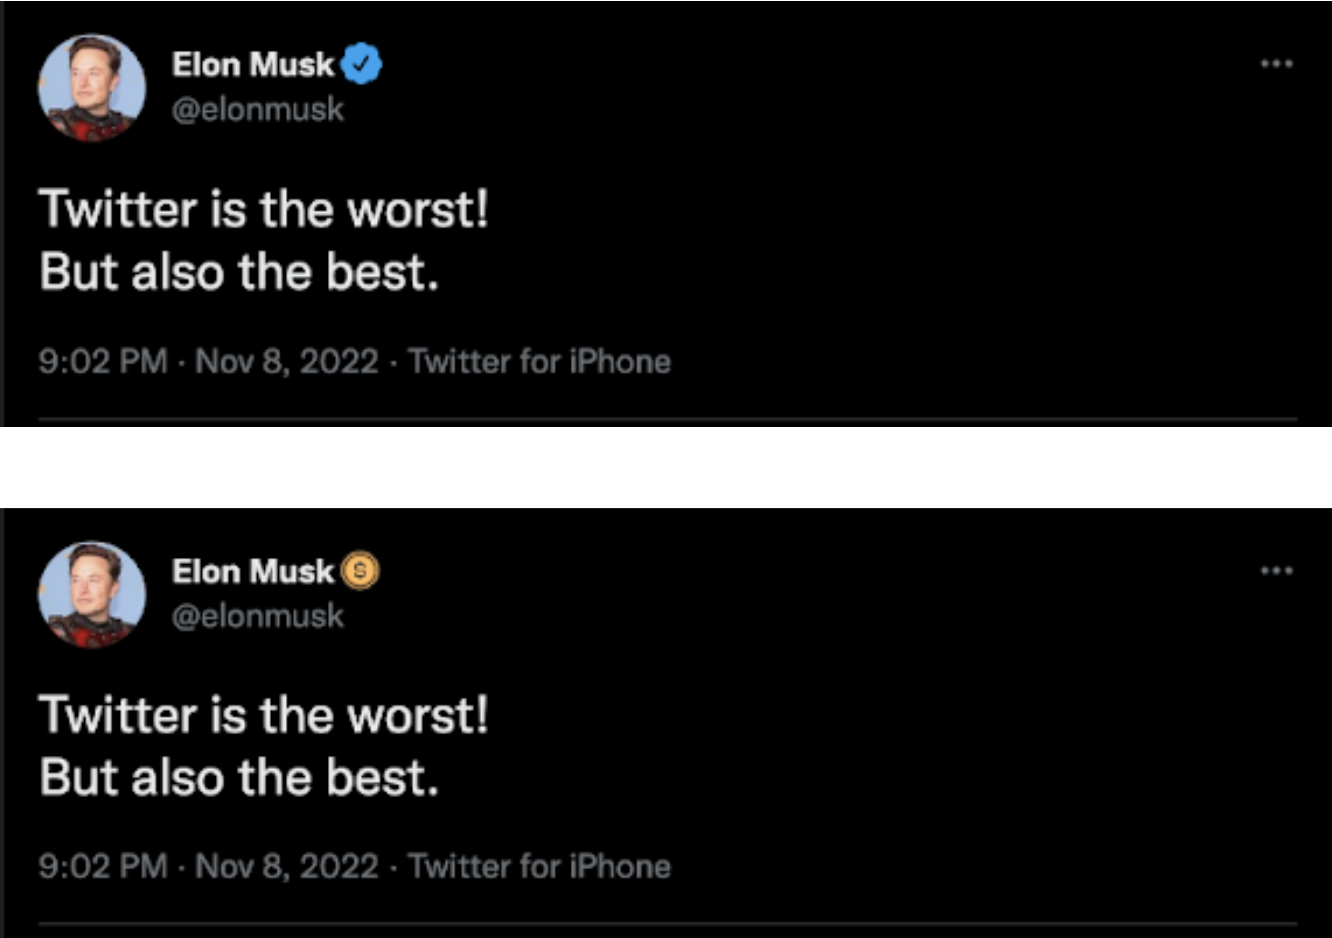 Elon Musk
@elonmusk
Twitter is the worst!
But also the best.
9:02 PM · Nov 8, 2022 · Twitter for iPhone
Elon Musk $
@elonmusk
Twitter is the worst!
But also the best.
9:02 PM · Nov 8, 2022 · Twitter for iPhone